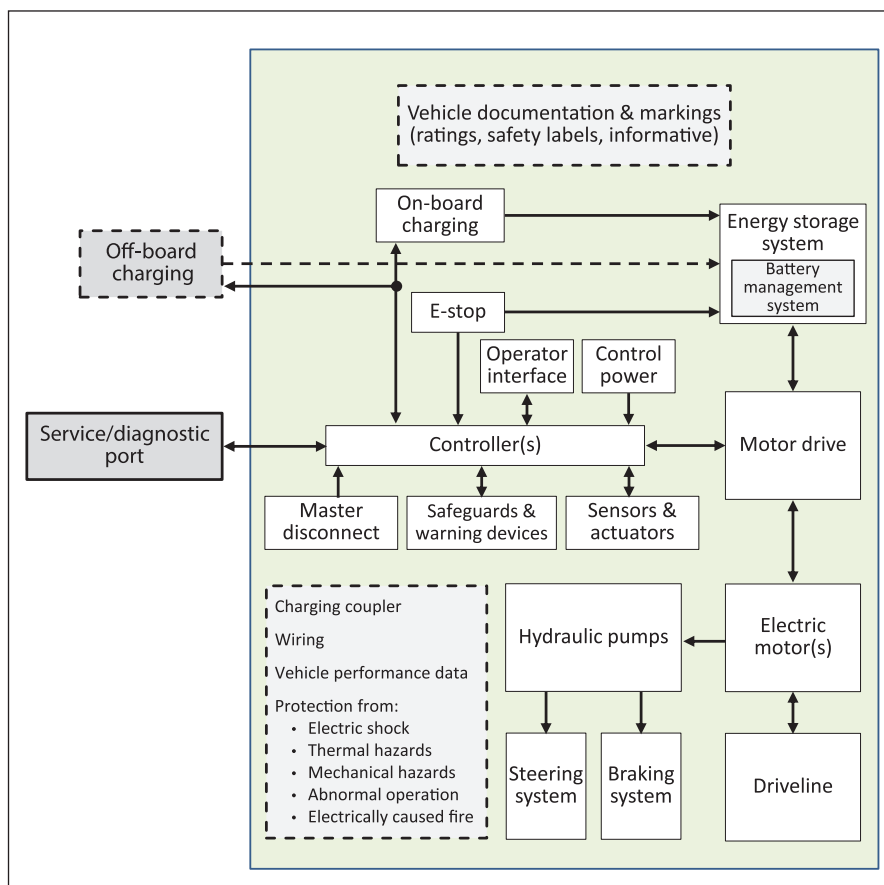 Vehicle documentation & markings
(ratings, safety labels, informative)
On-board
charging
Energy storage
system
Battery
management
system
Off-board
charging
E-stop
Operator
interface
Control
power
Service/diagnostic
port
Controller(s)
Motor drive
Master
disconnect
Safeguards &
warning devices
Sensors &
actuators
Charging coupler
Wiring
Vehicle performance data
Protection from:
• Electric shock
• Thermal hazards
• Mechanical hazards
• Abnormal operation
• Electrically caused fire
Hydraulic pumps
Electric
motor(s)
Steering
system
Braking
system
Driveline